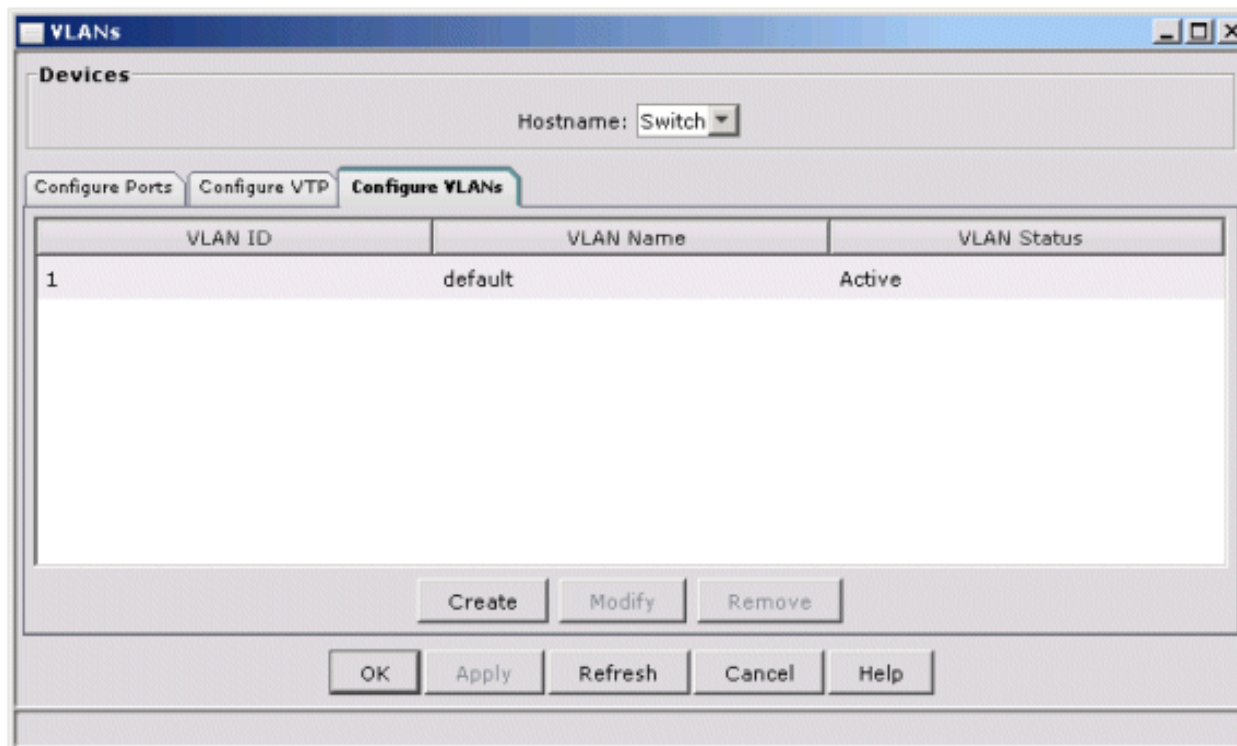 VLANs
Devices
Hostname: Switch
Configure Ports Configure VTP Configure VLANs
VLAN ID VLAN Name VLAN Status
1 default Active
Create Modify Remove
OK Apply Refresh Cancel Help